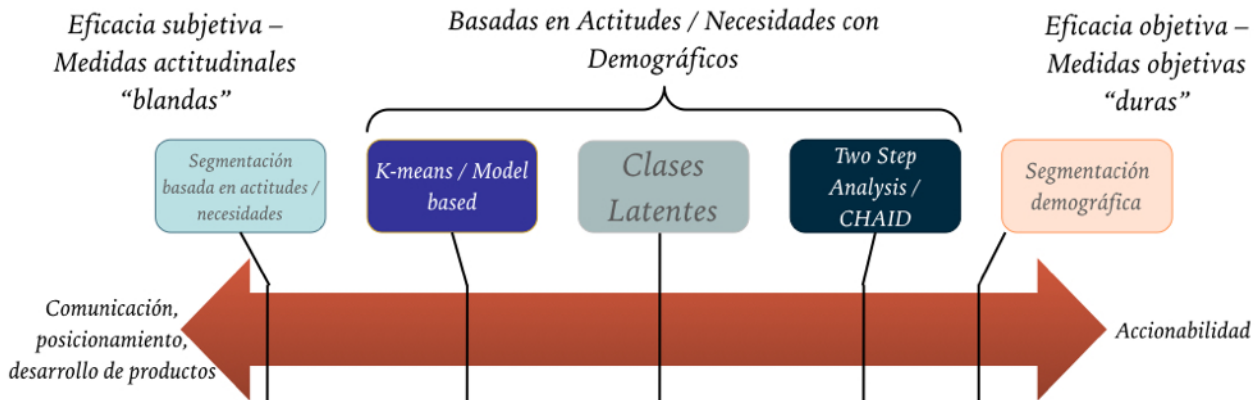 Eficacia subjetiva –
Medidas actitudinales
“blandas”
Basadas en Actitudes / Necesidades con
Demográficos
Eficacia objetiva –
Medidas objetivas
“duras”
Segmentación
basada en actitudes /
necesidades
K-means / Model
based
Clases
Latentes
Two Step
Analysis /
CHAID
Segmentación
demográfica
Comunicación,
posicionamiento,
desarrollo de productos
Accionabilidad